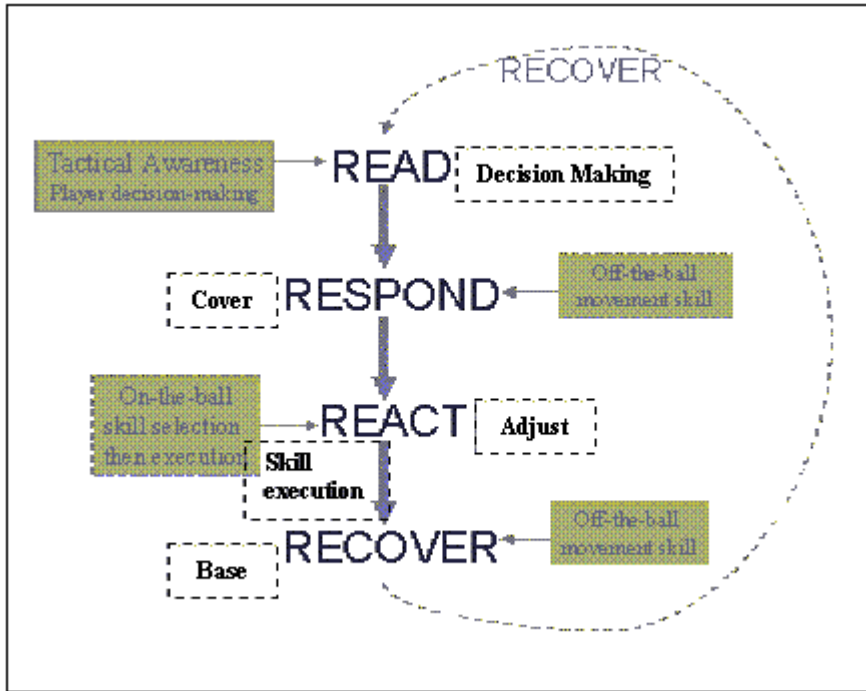 RECOVER
Tactical Awareness
Player decision-making
READ
Decision Making
Cover
RESPOND
Off-the-ball
movement skill
On-the-ball
skill selection
then execution
REACT
Adjust
Skill
execution
RECOVER
Off-the-ball
movement skill
Base